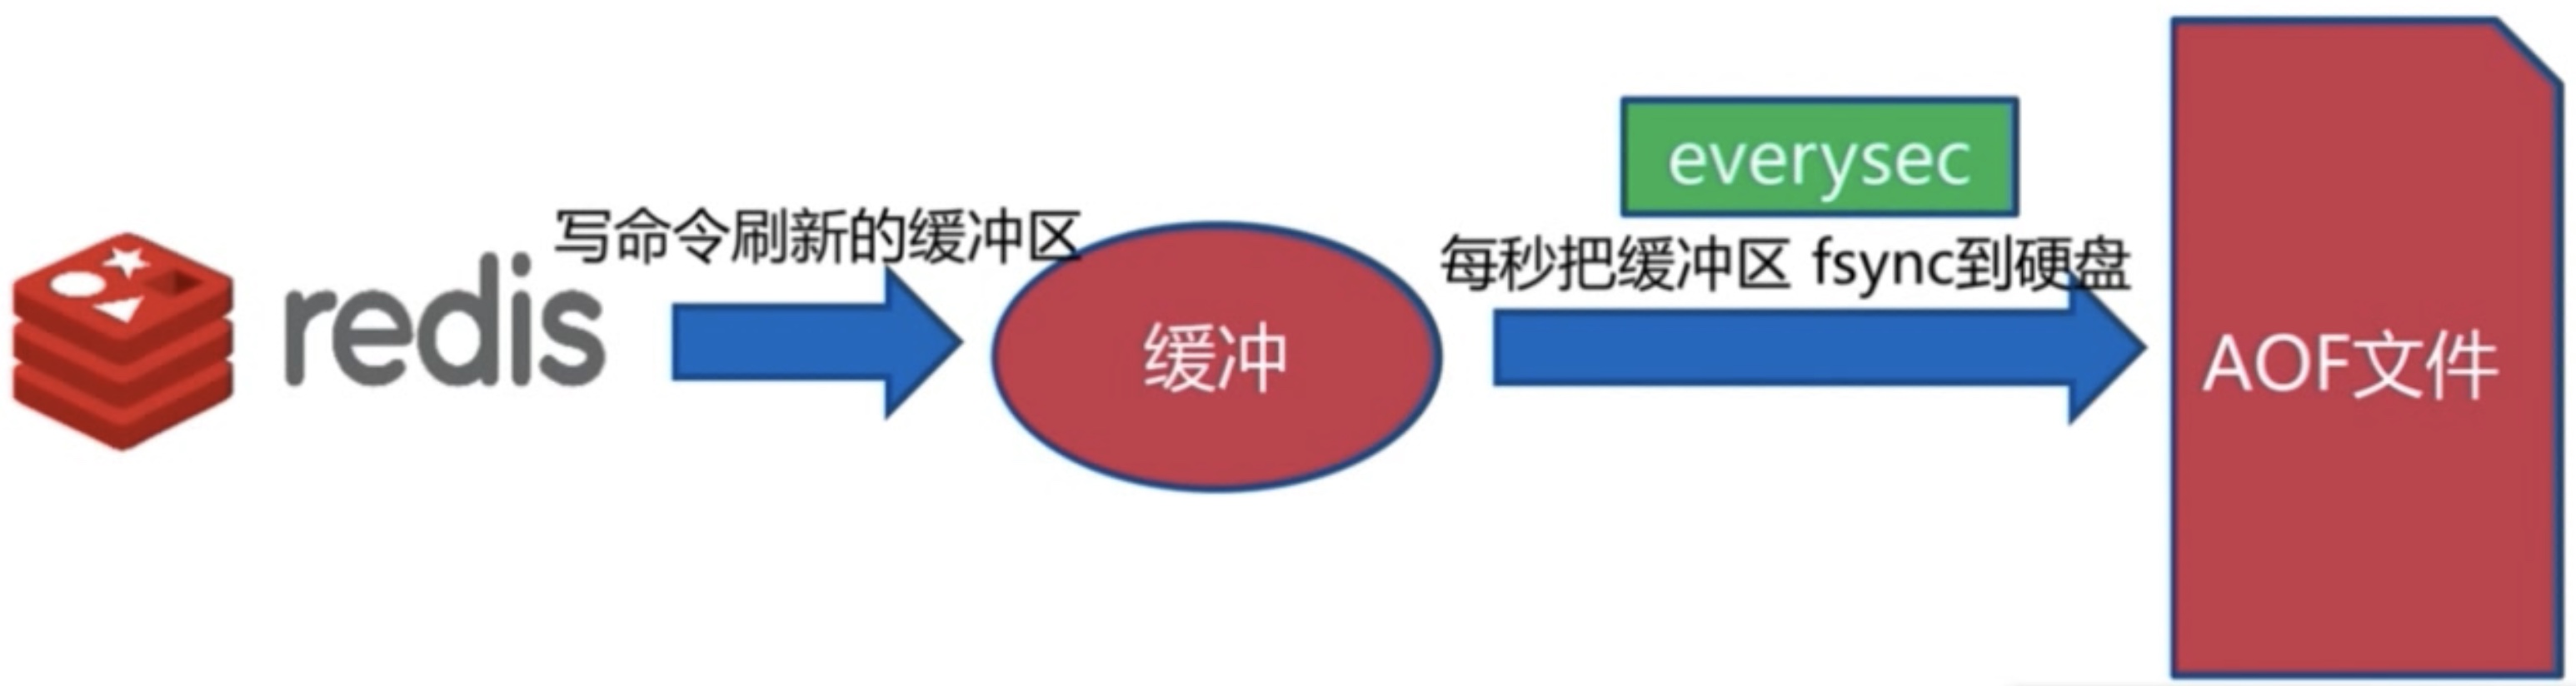 redis
写命令刷新的缓冲区
缓冲
everysec
每秒把缓冲区 fsync到硬盘
AOF文件